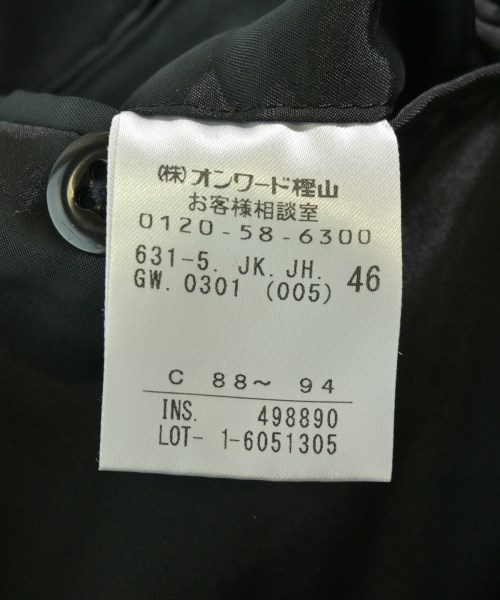 (株)オンワード樫山
お客様相談室
0120-58-6300
631-5. JK. JH. 46
GW. 0301 (005)
C 88～ 94
INS. 498890
LOT- 1-6051305